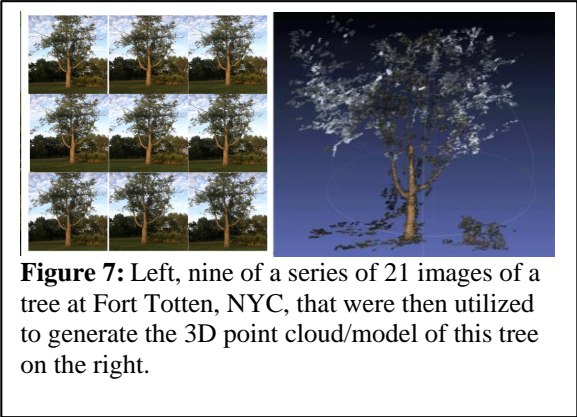 Figure 7: Left, nine of a series of 21 images of a
tree at Fort Totten, NYC, that were then utilized
to generate the 3D point cloud/model of this tree
on the right.